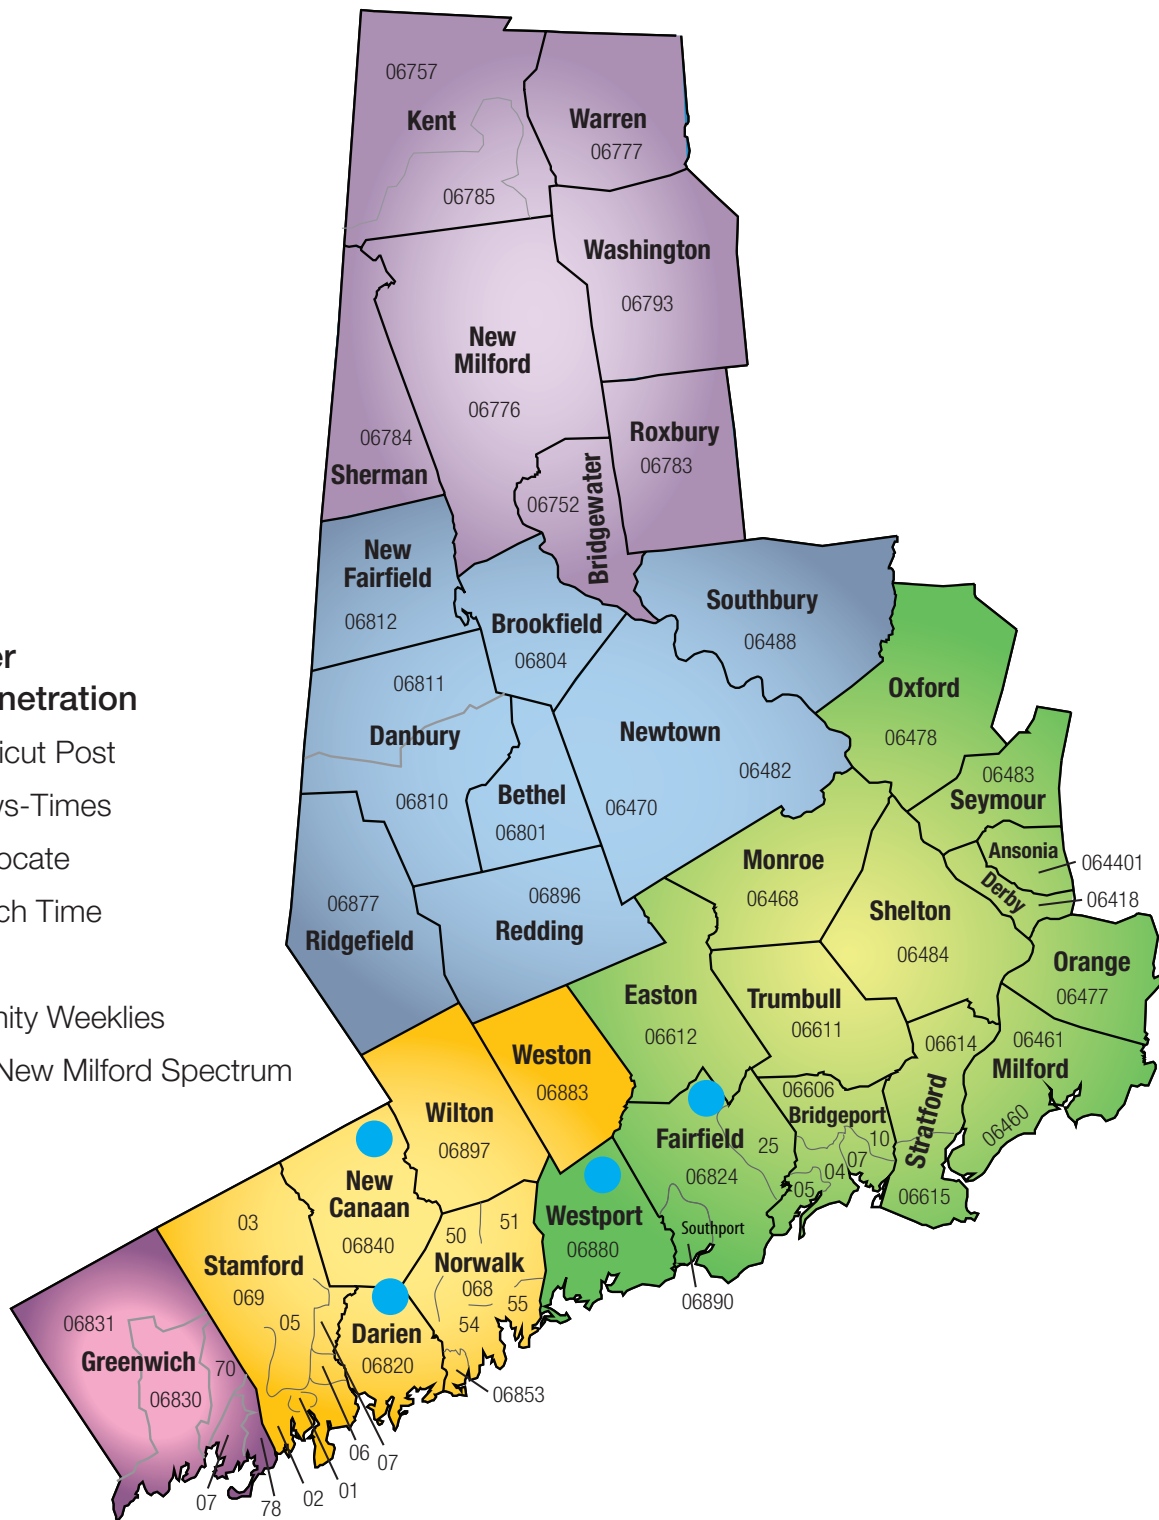 06757
Kent
06785
Warren
06777
Washington
06793
New
Milford
06776
06784
Sherman
Roxbury
06783
06752
Bridgewater
New
Fairfield
06812
Brookfield
06804
Southbury
06488
06811
Danbury
06810
Bethel
06801
Newtown
06482
06470
Oxford
06478
06483
Seymour
Ansonia
064401
Derby
06418
Monroe
06468
Shelton
06484
Orange
06477
06877
Ridgefield
06896
Redding
er
netration
icut Post
ws-Times
ocate
ch Time
nity Weeklies
New Milford Spectrum
Easton
06612
Trumbull
06611
06614
Stratford
06615
06461
Milford
06460
Weston
06883
Wilton
06897
06606
Bridgeport
10
07
04
05
Fairfield
25
06824
Southport
06890
Westport
06880
New
Canaan
06840
50
51
Norwalk
068
55
54
06853
03
Stamford
069
05
Darien
06820
06
07
01
02
06831
Greenwich
70
06830
07
78